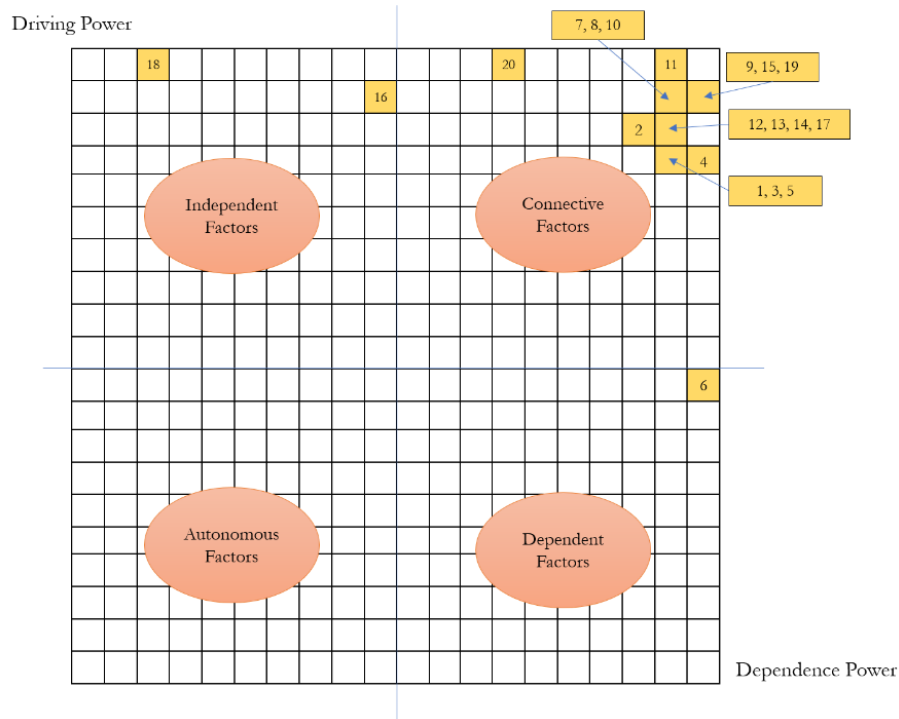 Driving Power
7, 8, 10
18
20
11
9, 15, 19
16
2
12, 13, 14, 17
4
1, 3, 5
Independent
Factors
Connective
Factors
6
Autonomous
Factors
Dependent
Factors
Dependence Power